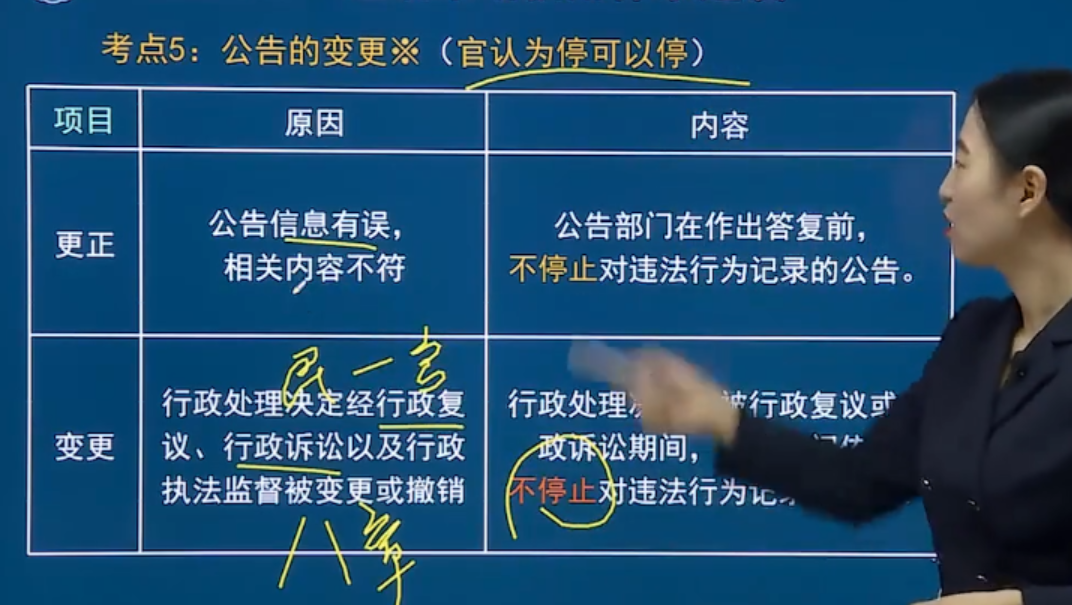 考点5：公告的变更※（官认为停可以停）
项目
原因
内容
更正
公告信息有误，
相关内容不符
公告部门在作出答复前，
不停止对违法行为记录的公告。
民一官
变更
行政处理决定经行政复
议、行政诉讼以及行政
执法监督被变更或撤销
行政处理 被行政复议或
政诉讼期间，
不停止对违法行为记
八章